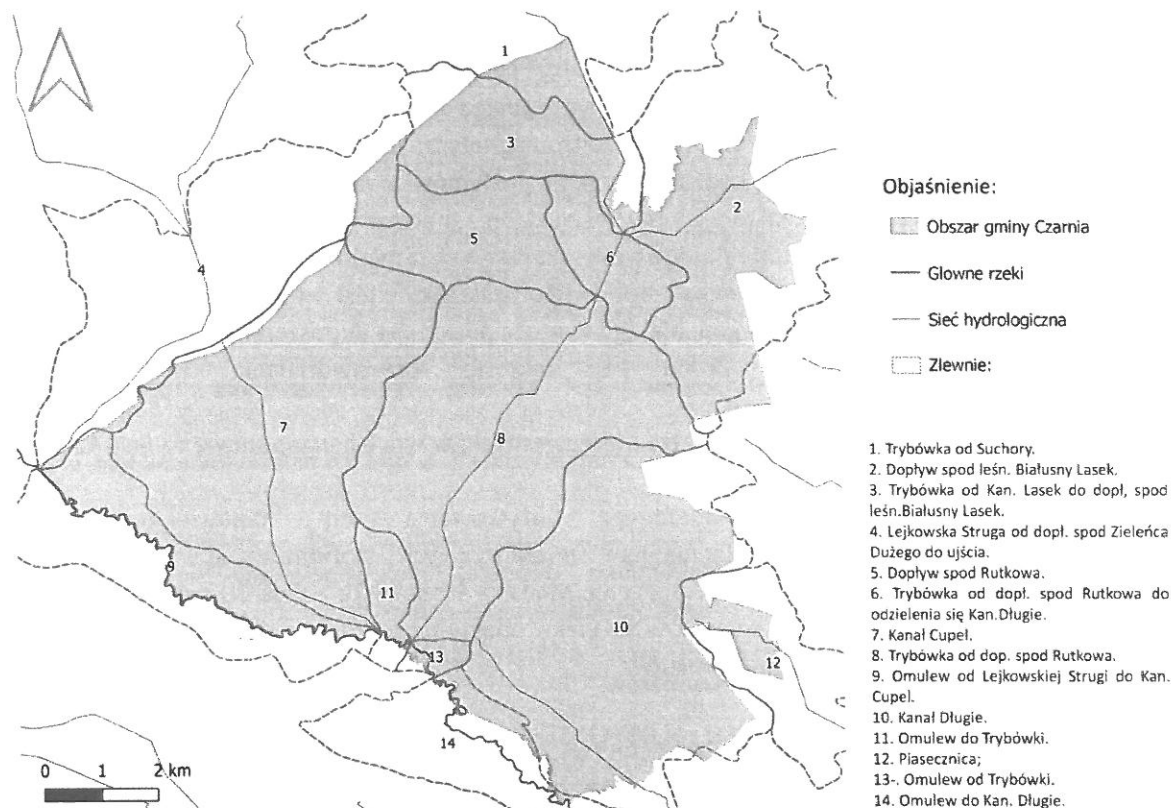 1
3
2
5
4
6
7
8
9
11
10
13
12
14
0 1 2 km
Objaśnienie:
Obszar gminy Czarnia
Glowne rzeki
Sieć hydrologiczna
Zlewnie:
1. Trybówka od Suchory.
2. Dopływ spod leśn. Białusny Lasek.
3. Trybówka od Kan. Lasek do dopł, spod
leśn.Białusny Lasek.
4. Lejkowska Struga od dopł. spod Zieleńca
Dużego do ujścia.
5. Dopływ spod Rutkowa.
6. Trybówka od dopł. spod Rutkowa do
odzielenia się Kan.Długie.
7. Kanał Cupel.
8. Trybówka od dop. spod Rutkowa.
9. Omulew od Lejkowskiej Strugi do Kan.
Cupel.
10. Kanał Długie.
11. Omulew do Trybówki.
12. Piasecznica;
13-. Omulew od Trybówki.
14. Omulew do Kan. Długie.